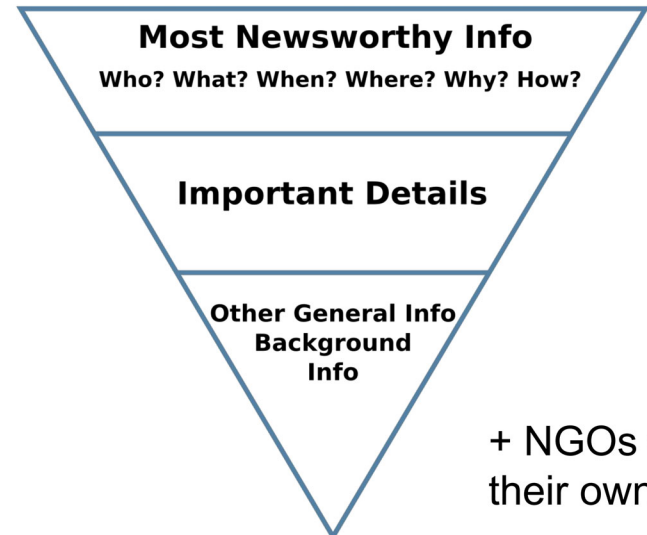 Most Newsworthy Info
Who? What? When? Where? Why? How?
Important Details
Other General Info
Background
Info
+ NGOs
their own